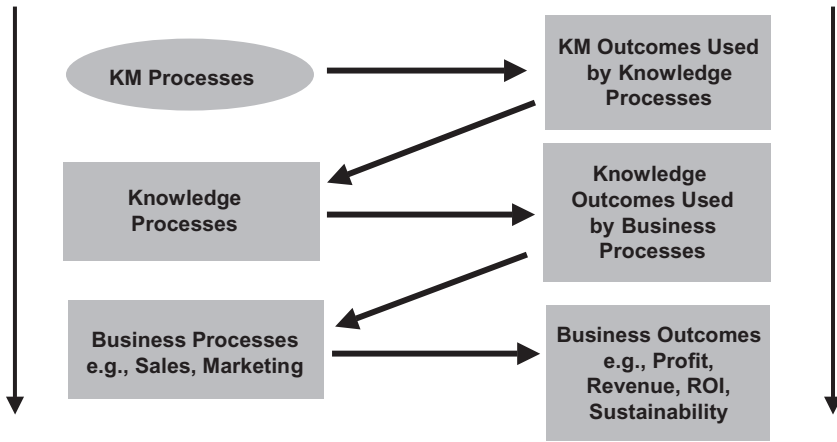 KM Processes
KM Outcomes Used
by Knowledge
Processes
Knowledge
Processes
Knowledge
Outcomes Used
by Business
Processes
Business Processes
e.g., Sales, Marketing
Business Outcomes
e.g., Profit,
Revenue, ROI,
Sustainability